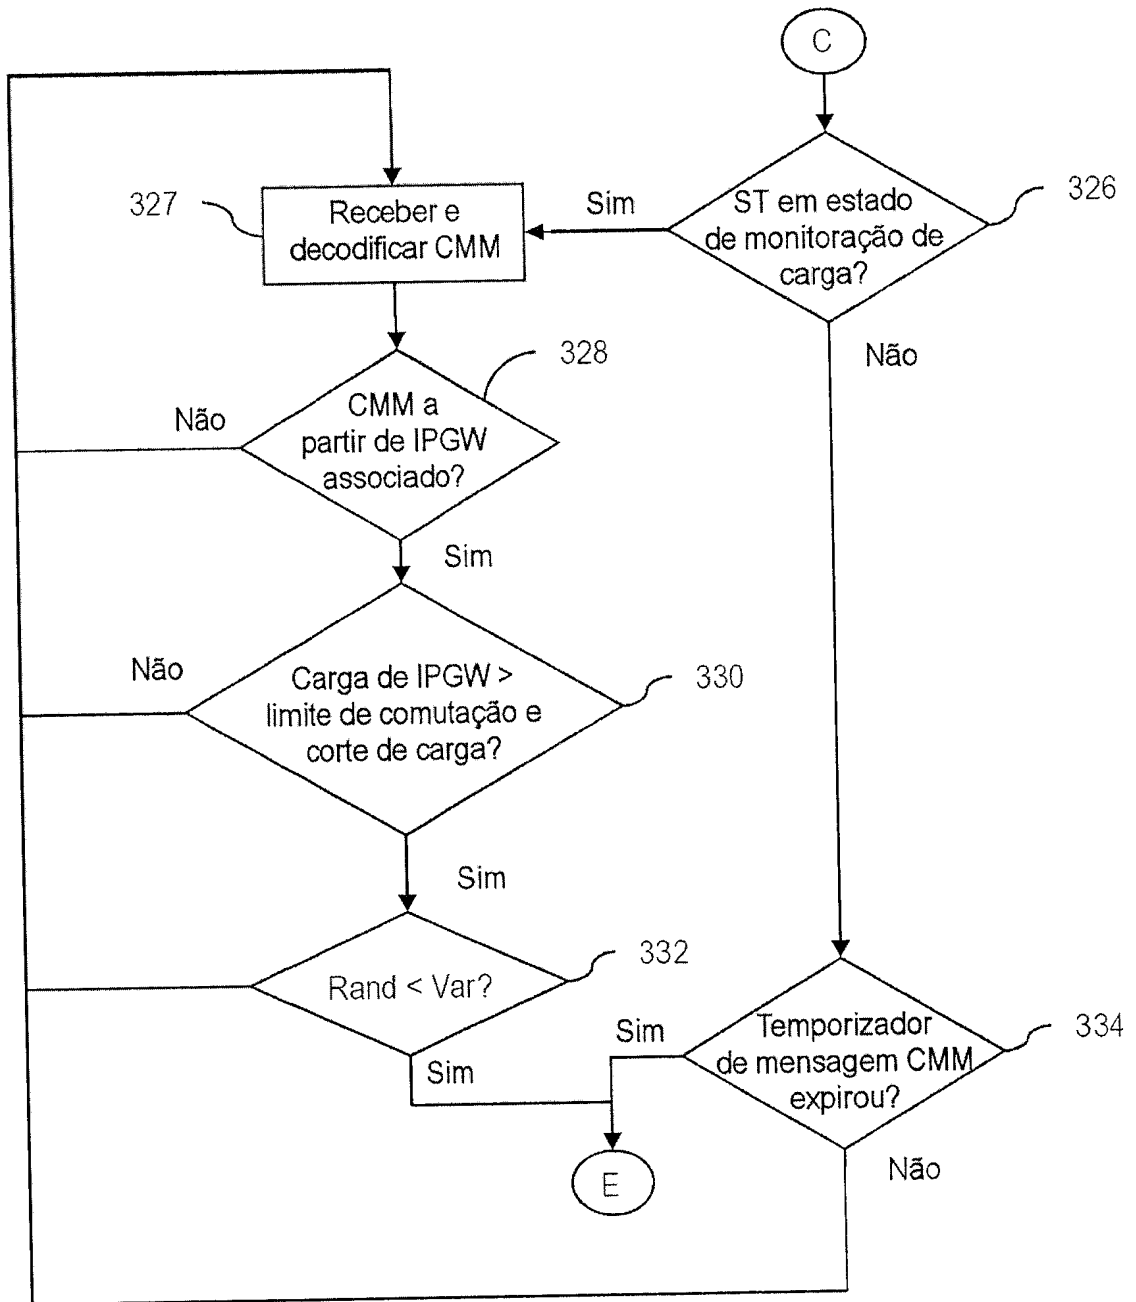 C
326
ST em estado
de monitoração de
carga?
Sim
Não
327
Receber e
decodificar CMM
328
CMM a
partir de IPGW
associado?
Não
Sim
330
Carga de IPGW >
limite de comutação e
corte de carga?
Não
Sim
332
Rand < Var?
Sim
334
Temporizador
de mensagem CMM
expirou?
Sim
Não
E